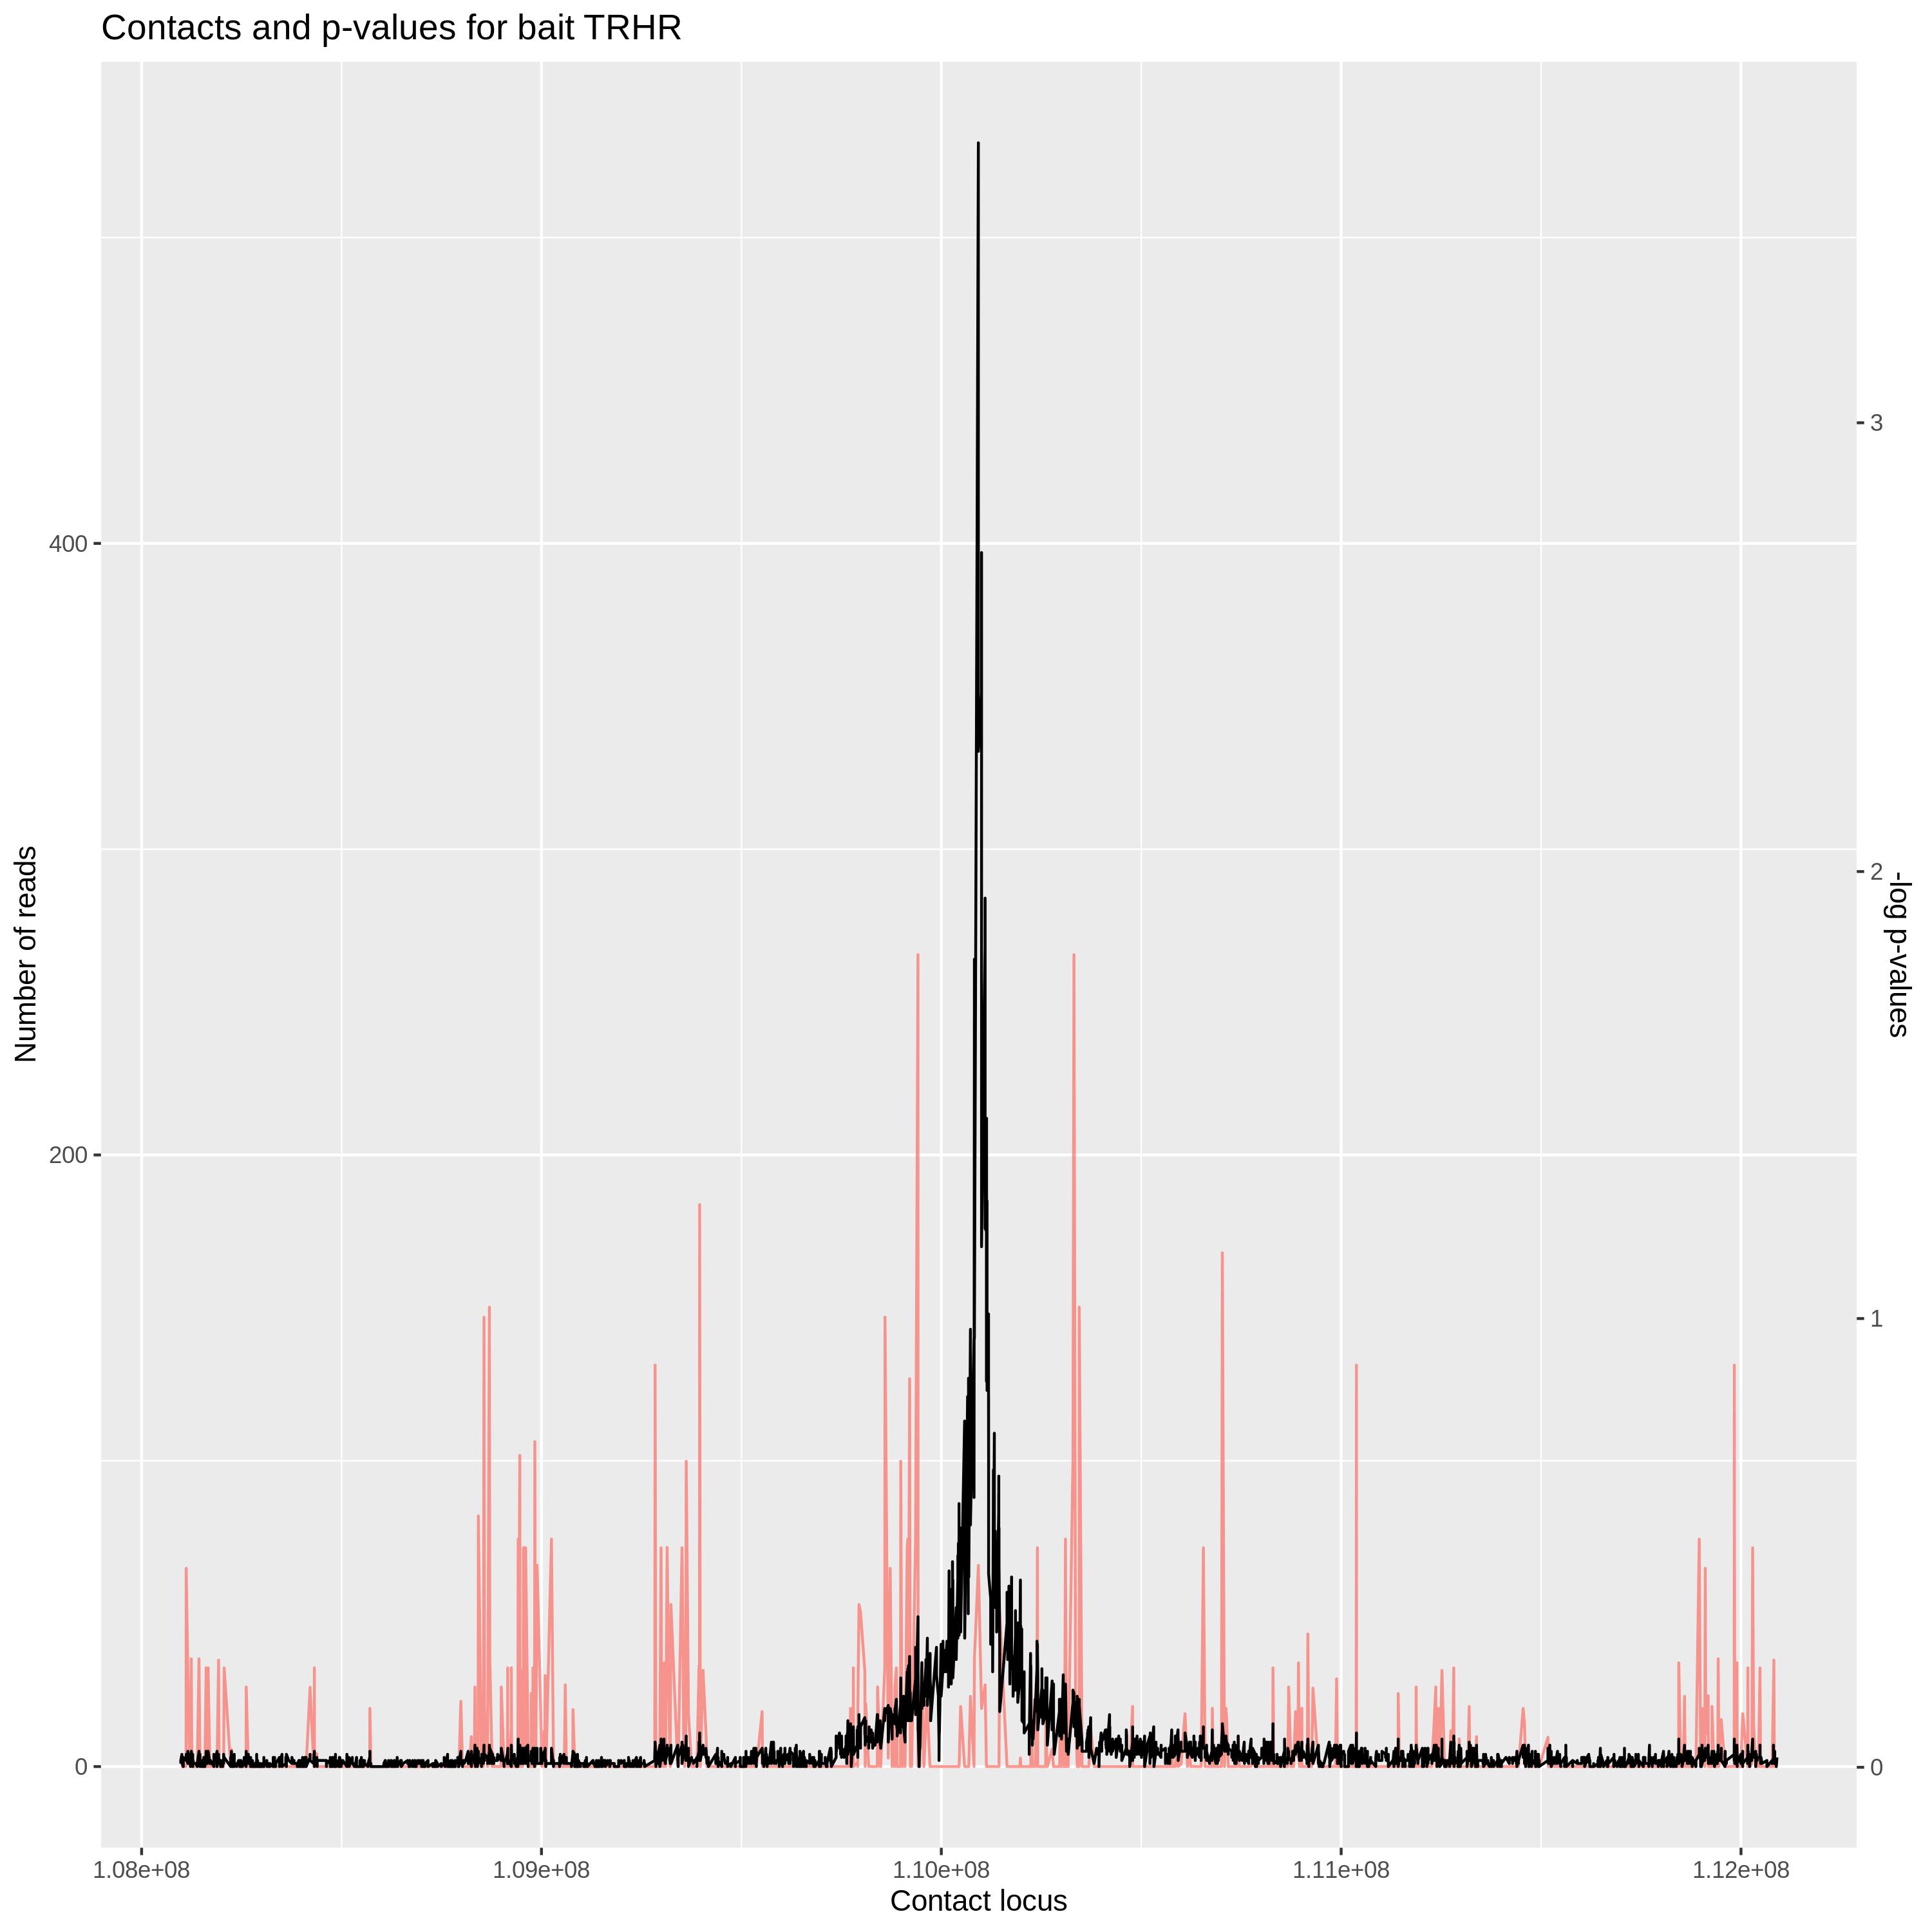 Contacts and p-values for bait TRHR
Number of reads
400
200
0
3
2
1
0
-log p-values
1.08e+08
1.09e+08
1.10e+08
1.11e+08
1.12e+08
Contact locus